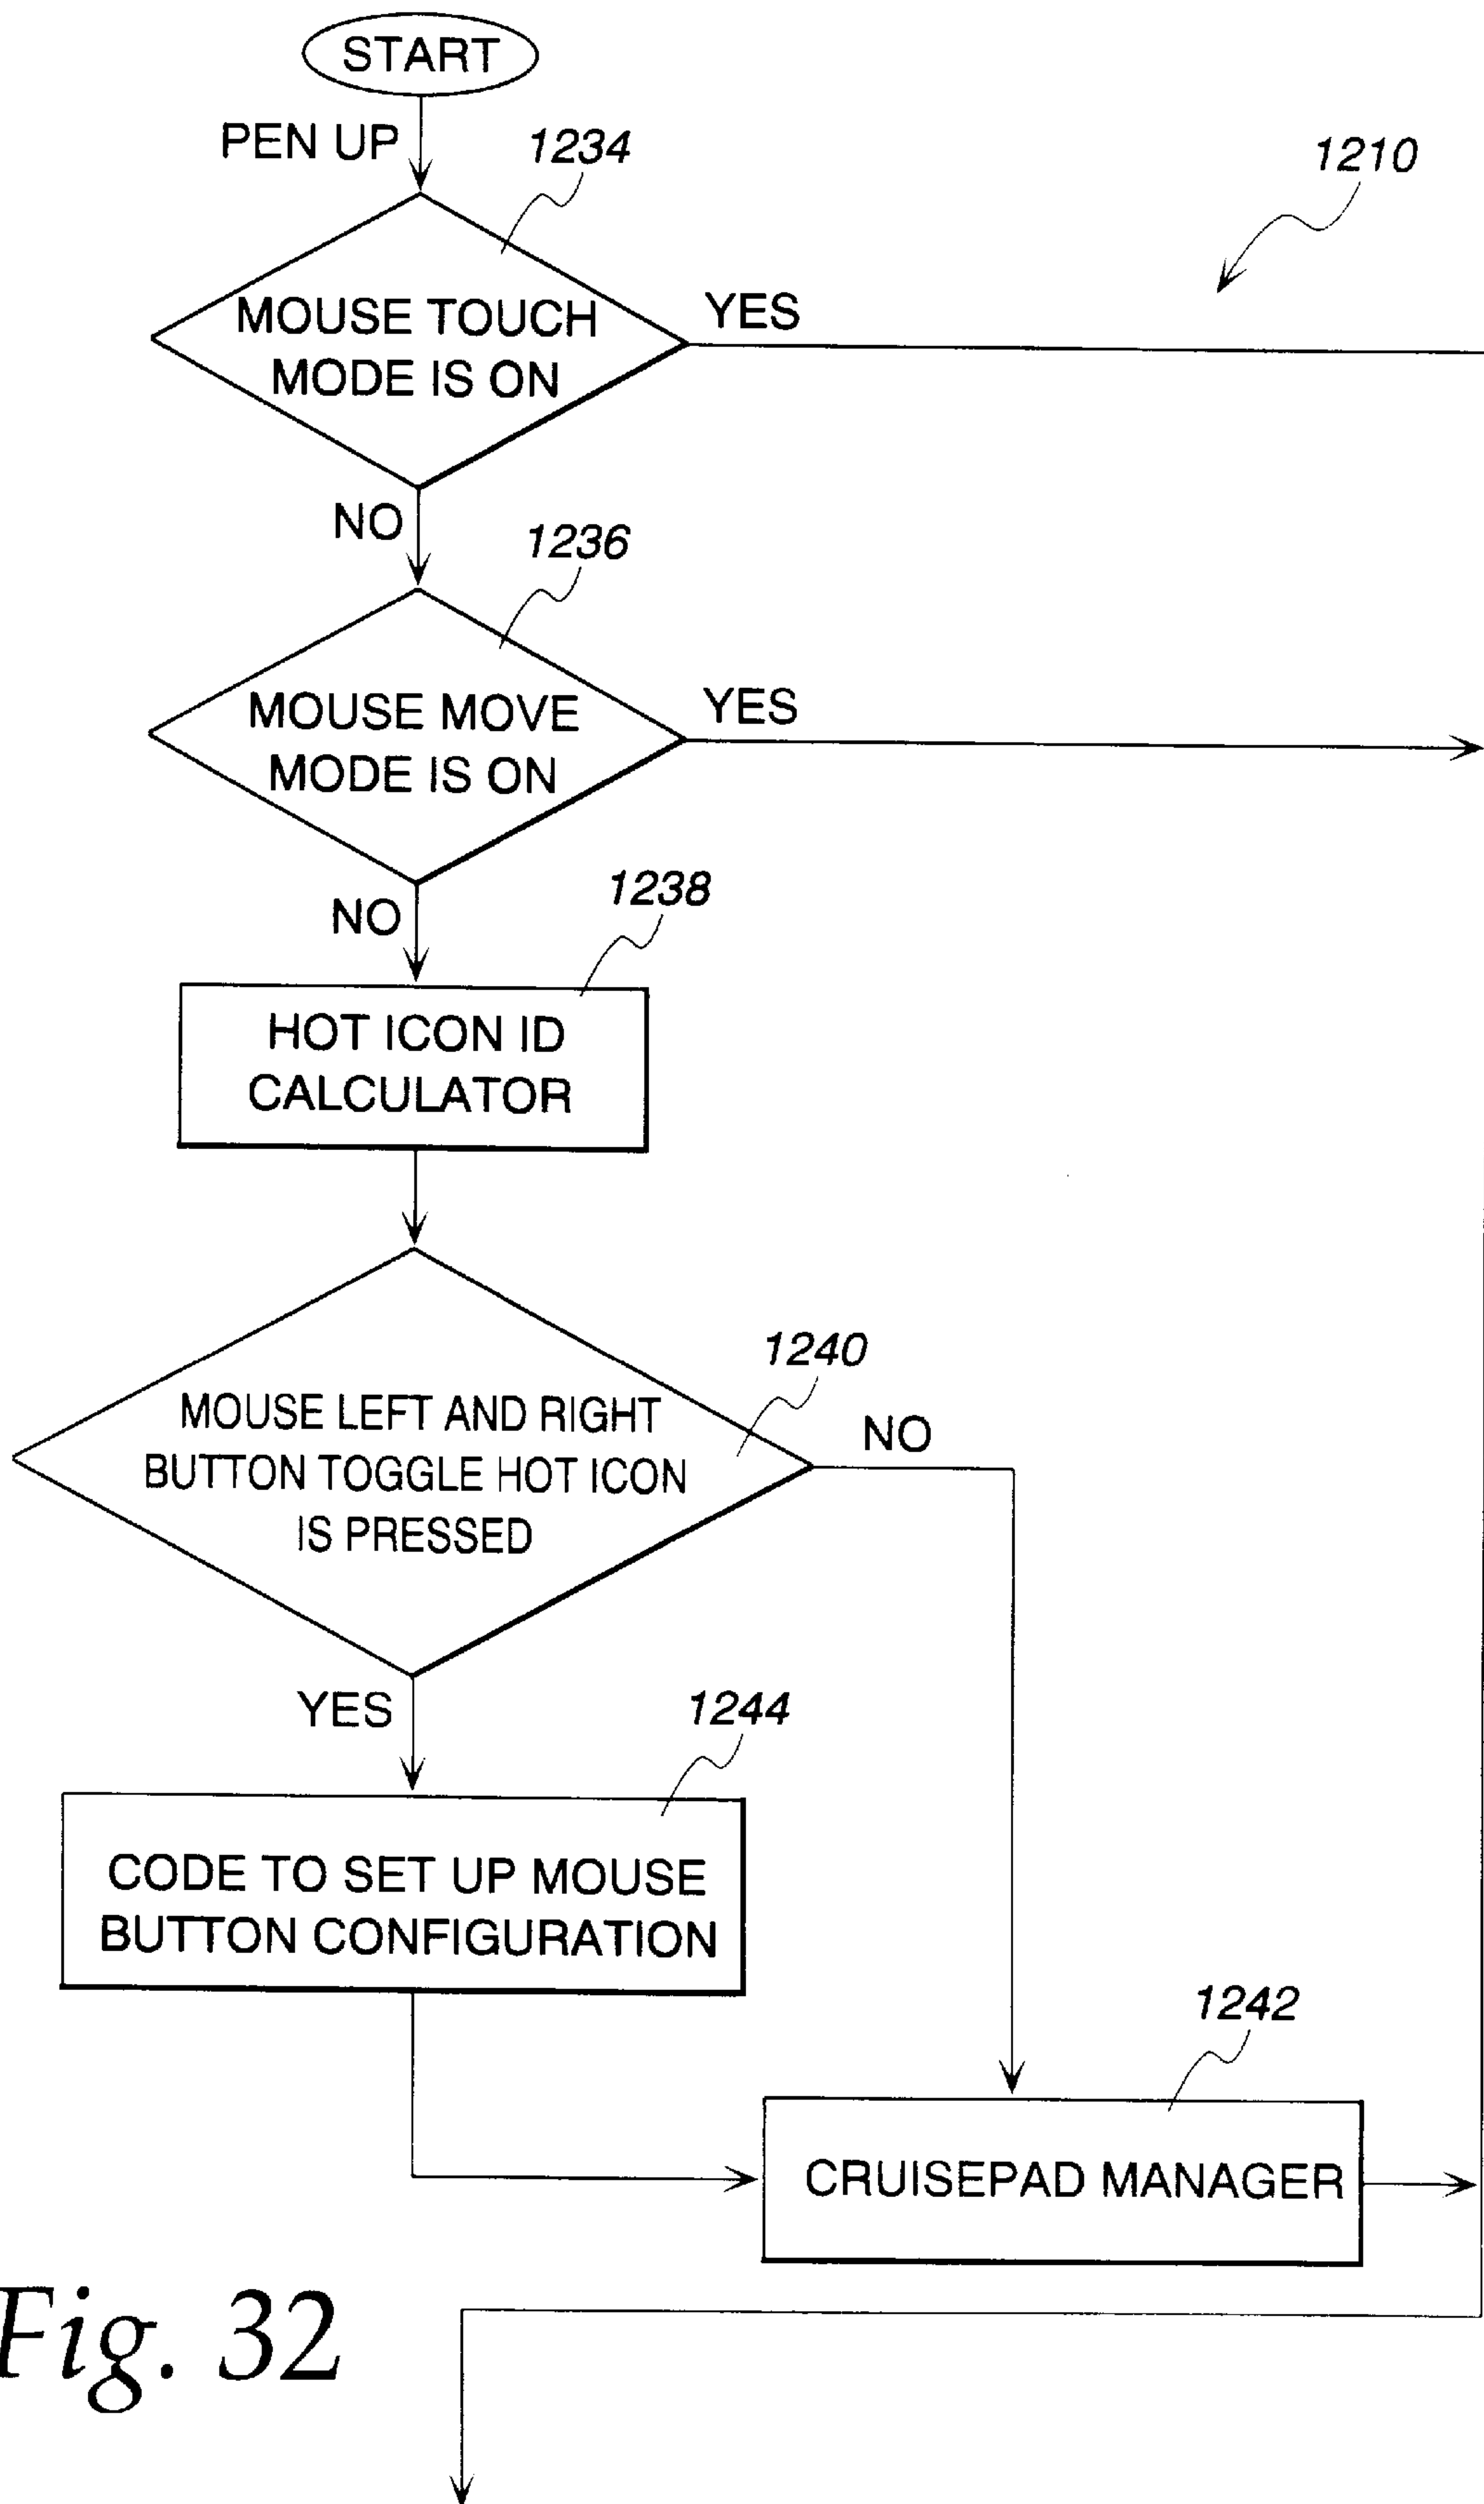 START
PEN UP
1234
1210
MOUSE TOUCH
MODE IS ON
YES
NO
1236
MOUSE MOVE
MODE IS ON
YES
NO
1238
HOT ICON ID
CALCULATOR
1240
MOUSE LEFT AND RIGHT
BUTTON TOGGLE HOT ICON
IS PRESSED
NO
YES
1244
CODE TO SET UP MOUSE
BUTTON CONFIGURATION
1242
CRUISEPAD MANAGER
Fig. 32